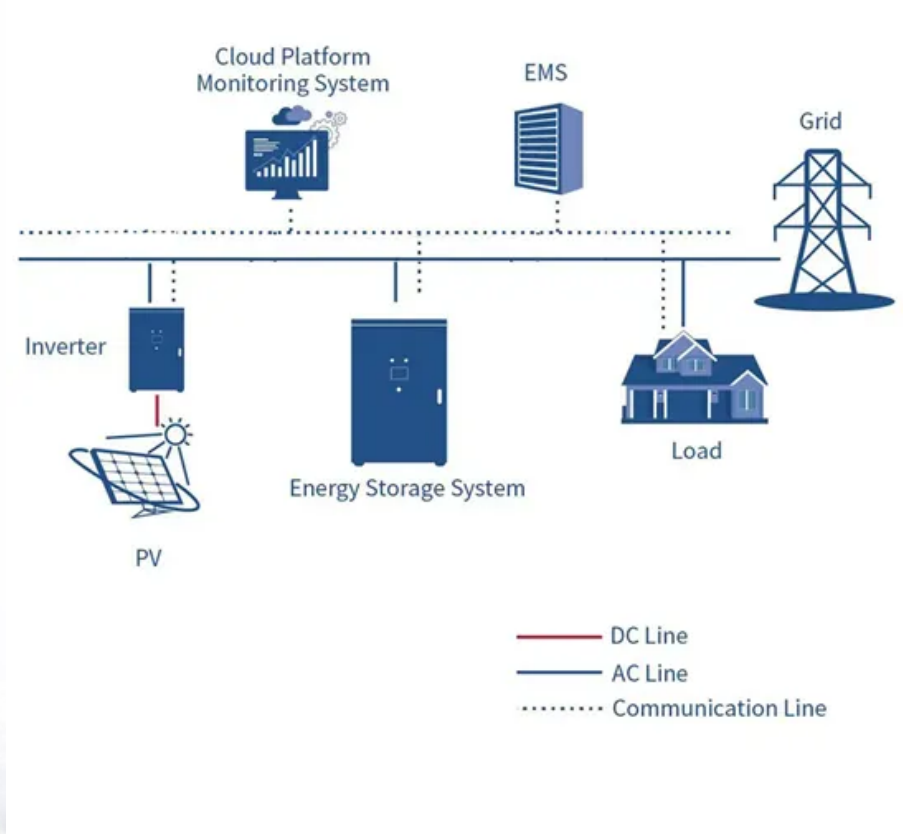 Cloud Platform
Monitoring System
EMS
Grid
Inverter
Load
Energy Storage System
PV
DC Line
AC Line
Communication Line